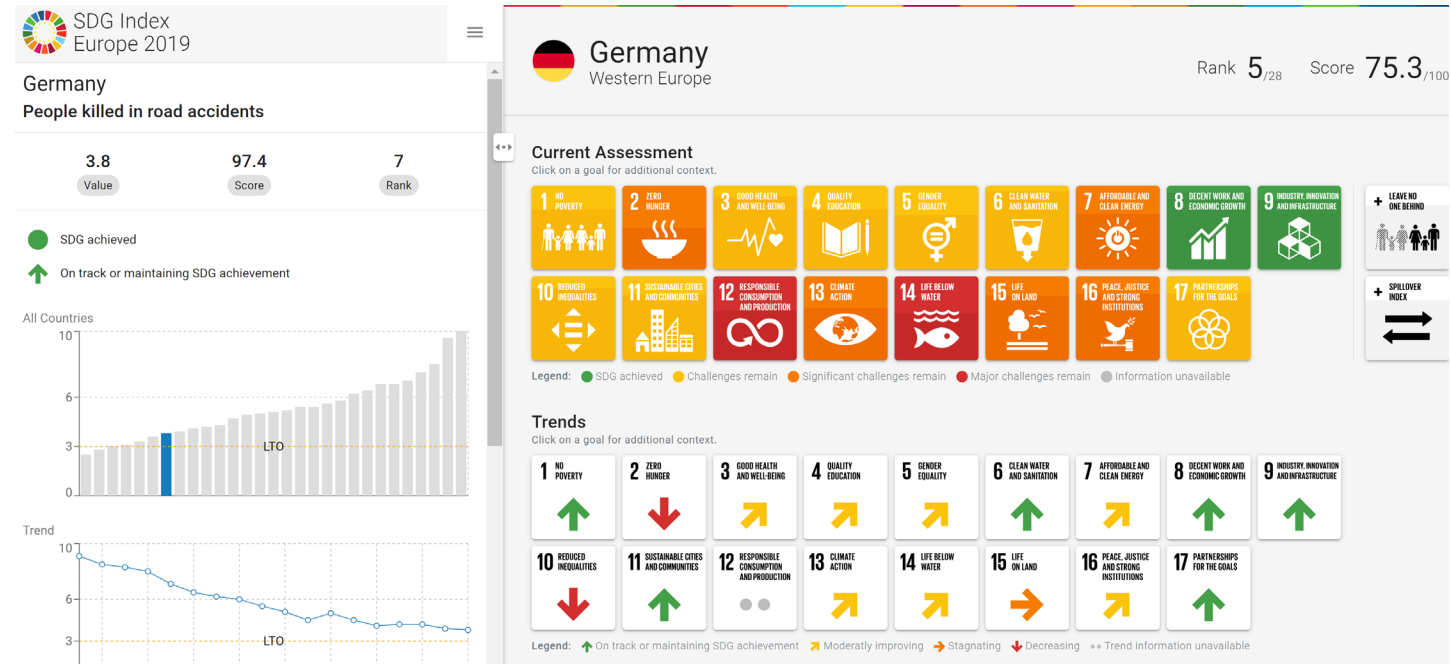 SDG Index
Europe 2019
Germany
People killed in road accidents
3.8
97.4
7
Value
Score
Rank
SDG achieved
On track or maintaining SDG achievement
All Countries
10
6
3
0
LTO
Trend
10
6
3
LTO
Germany
Western Europe
Rank 5/28 Score 75.3/100
Current Assessment
Click on a goal for additional context.
1 NO
POVERTY
2 ZERO
HUNGER
3 GOOD HEALTH
AND WELL-BEING
4 QUALITY
EDUCATION
5 GENDER
EQUALITY
6 CLEAN WATER
AND SANITATION
7 AFFORDABLE AND
CLEAN ENERGY
8 DECENT WORK AND
ECONOMIC GROWTH
9 INDUSTRY, INNOVATION
AND INFRASTRUCTURE
+ LEAVE NO
ONE BEHIND
10 REDUCED
INEQUALITIES
11 SUSTAINABLE CITIES
AND COMMUNITIES
12 RESPONSIBLE
CONSUMPTION
AND PRODUCTION
13 CLIMATE
ACTION
14 LIFE BELOW
WATER
15 LIFE
ON LAND
16 PEACE, JUSTICE
AND STRONG
INSTITUTIONS
17 PARTNERSHIPS
FOR THE GOALS
+ SPILLOVER
INDEX
Legend: SDG achieved Challenges remain Significant challenges remain Major challenges remain Information unavailable
Trends
Click on a goal for additional context.
1 NO
POVERTY
2 ZERO
HUNGER
3 GOOD HEALTH
AND WELL-BEING
4 QUALITY
EDUCATION
5 GENDER
EQUALITY
6 CLEAN WATER
AND SANITATION
7 AFFORDABLE AND
CLEAN ENERGY
8 DECENT WORK AND
ECONOMIC GROWTH
9 INDUSTRY, INNOVATION
AND INFRASTRUCTURE
10 REDUCED
INEQUALITIES
11 SUSTAINABLE CITIES
AND COMMUNITIES
12 RESPONSIBLE
CONSUMPTION
AND PRODUCTION
13 CLIMATE
ACTION
14 LIFE BELOW
WATER
15 LIFE
ON LAND
16 PEACE, JUSTICE
AND STRONG
INSTITUTIONS
17 PARTNERSHIPS
FOR THE GOALS
Legend: On track or maintaining SDG achievement Moderately improving Stagnating Decreasing Trend information unavailable